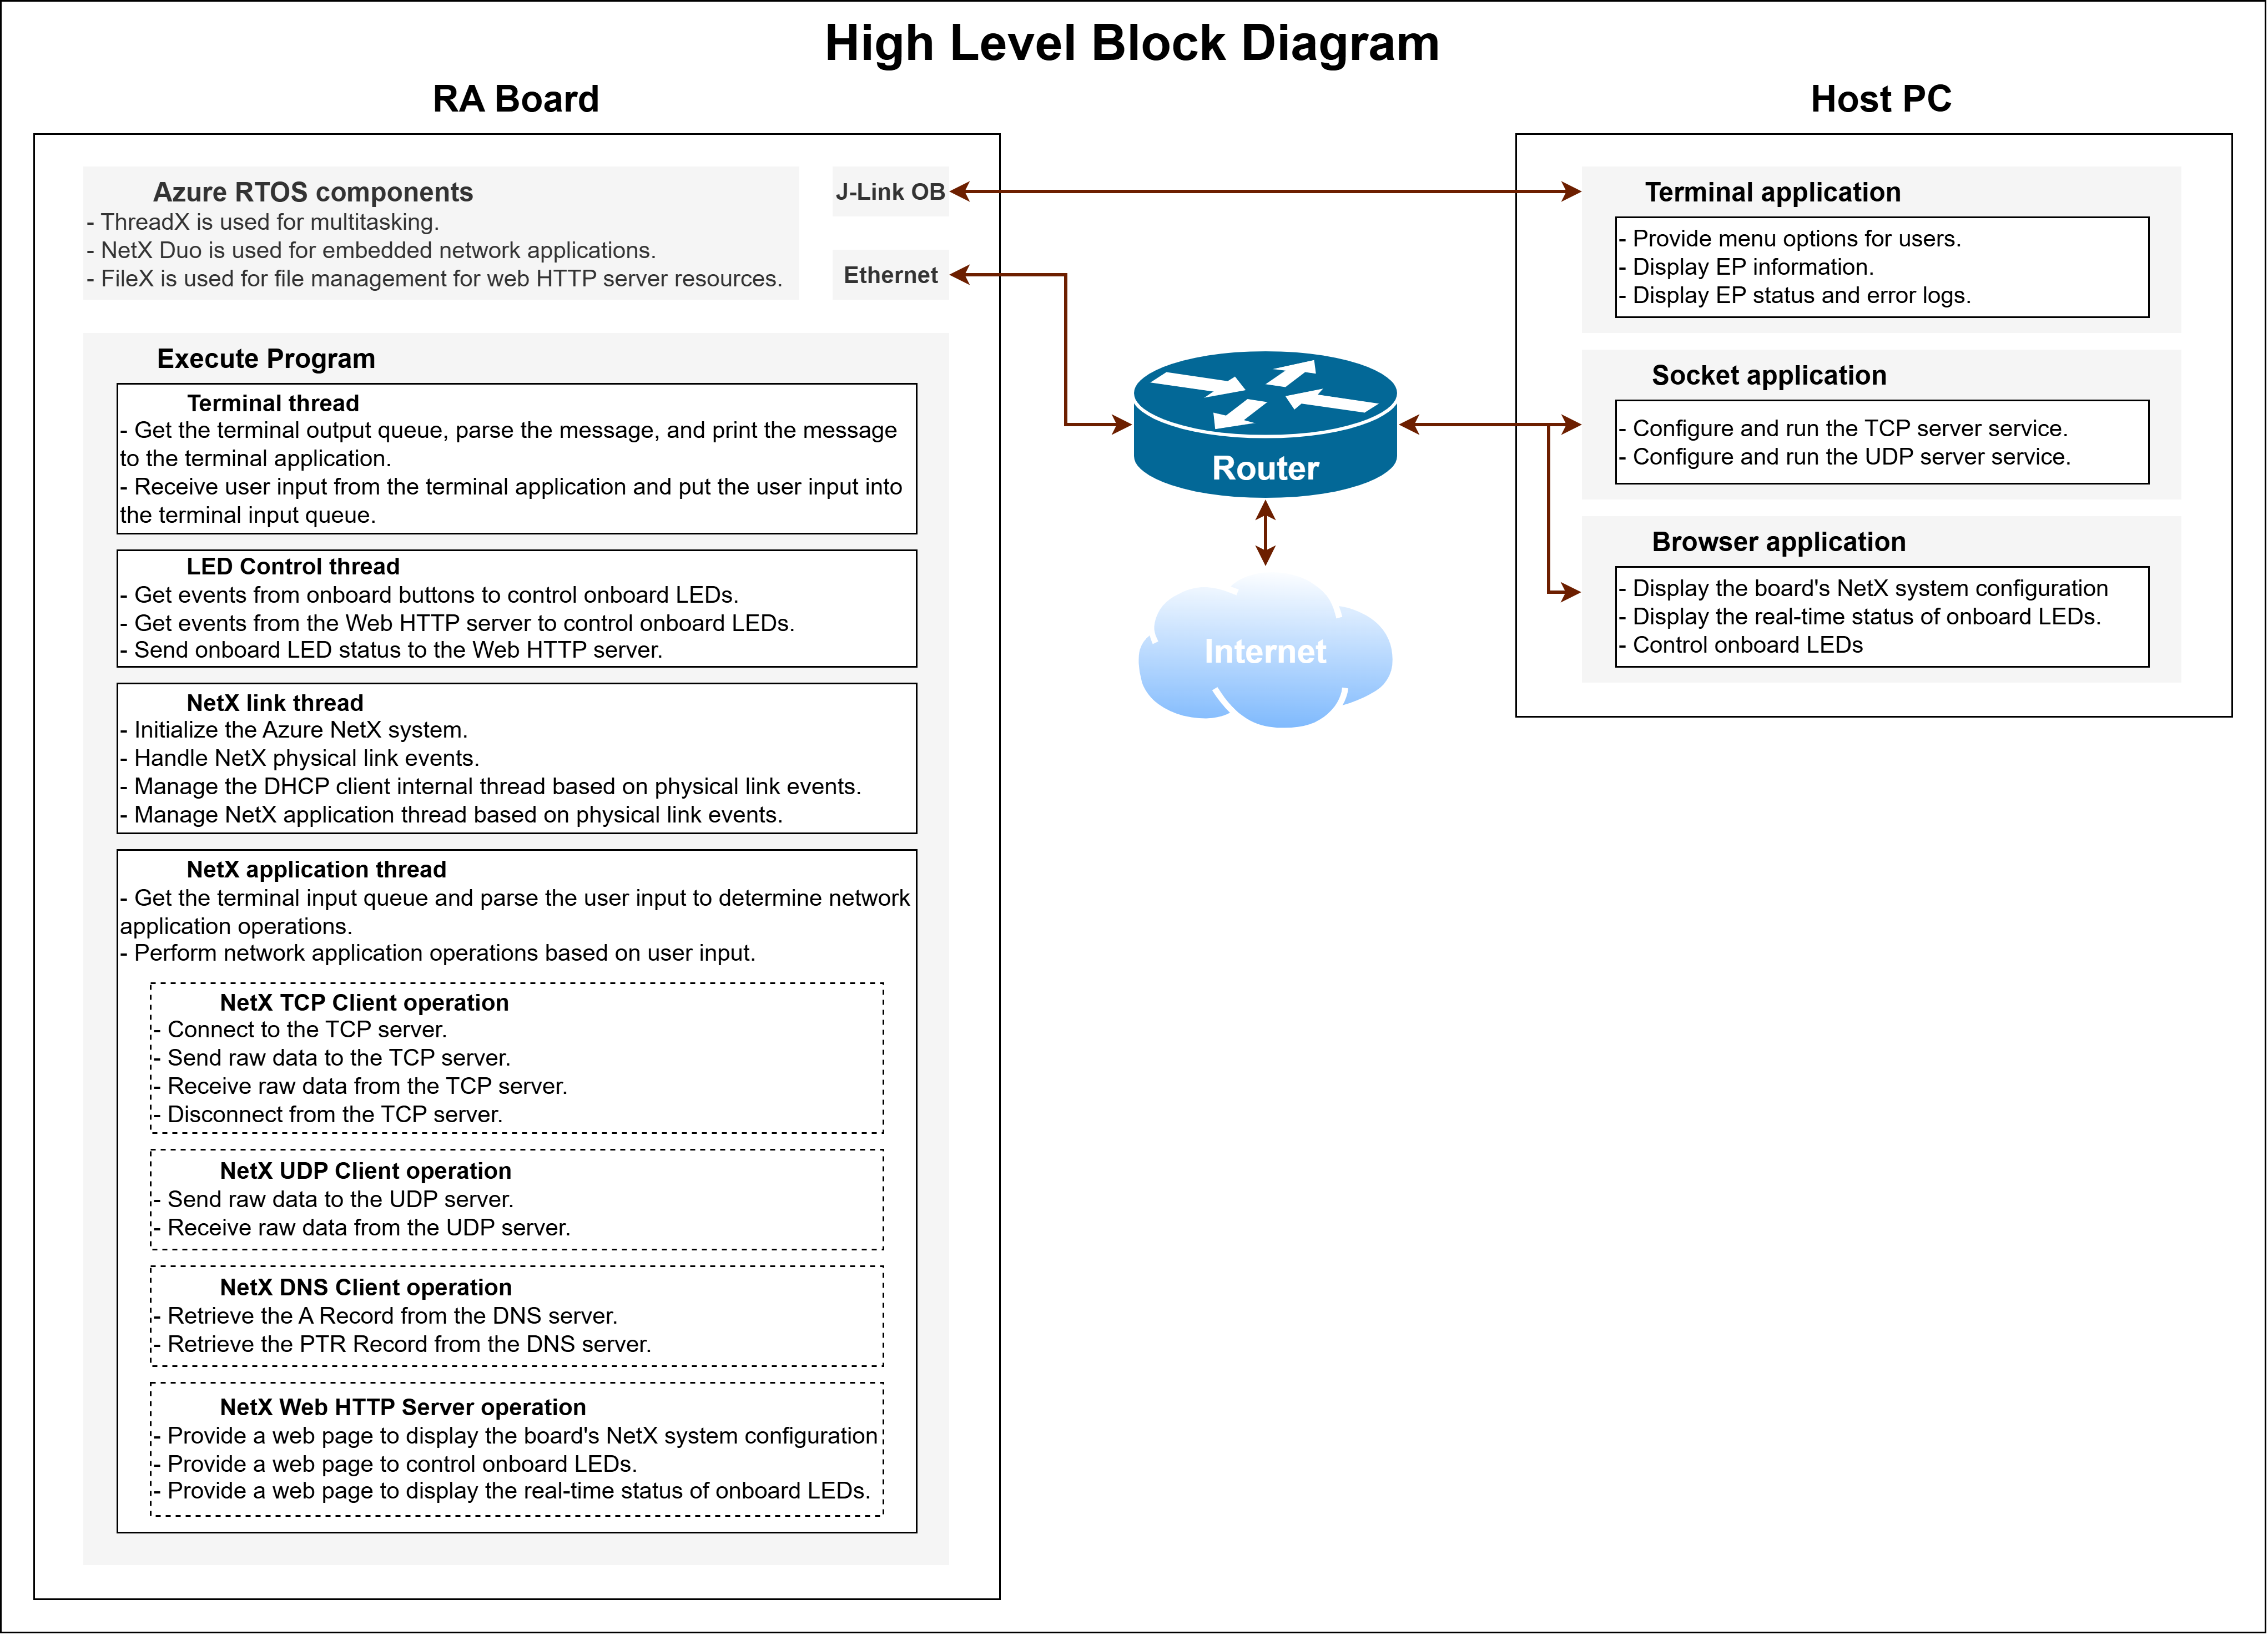 High Level Block Diagram
RA Board
Azure RTOS components
- ThreadX is used for multitasking.
- NetX Duo is used for embedded network applications.
- FileX is used for file management for web HTTP server resources.
J-Link OB
Ethernet
Execute Program
Terminal thread
- Get the terminal output queue, parse the message, and print the message
to the terminal application.
- Receive user input from the terminal application and put the user input into
the terminal input queue.
LED Control thread
- Get events from onboard buttons to control onboard LEDs.
- Get events from the Web HTTP server to control onboard LEDs.
- Send onboard LED status to the Web HTTP server.
NetX link thread
- Initialize the Azure NetX system.
- Handle NetX physical link events.
- Manage the DHCP client internal thread based on physical link events.
- Manage NetX application thread based on physical link events.
NetX application thread
- Get the terminal input queue and parse the user input to determine network
application operations.
- Perform network application operations based on user input.
NetX TCP Client operation
- Connect to the TCP server.
- Send raw data to the TCP server.
- Receive raw data from the TCP server.
- Disconnect from the TCP server.
NetX UDP Client operation
- Send raw data to the UDP server.
- Receive raw data from the UDP server.
NetX DNS Client operation
- Retrieve the A Record from the DNS server.
- Retrieve the PTR Record from the DNS server.
NetX Web HTTP Server operation
- Provide a web page to display the board's NetX system configuration
- Provide a web page to control onboard LEDs.
- Provide a web page to display the real-time status of onboard LEDs.
Router
Internet
Host PC
Terminal application
- Provide menu options for users.
- Display EP information.
- Display EP status and error logs.
Socket application
- Configure and run the TCP server service.
- Configure and run the UDP server service.
Browser application
- Display the board's NetX system configuration
- Display the real-time status of onboard LEDs.
- Control onboard LEDs